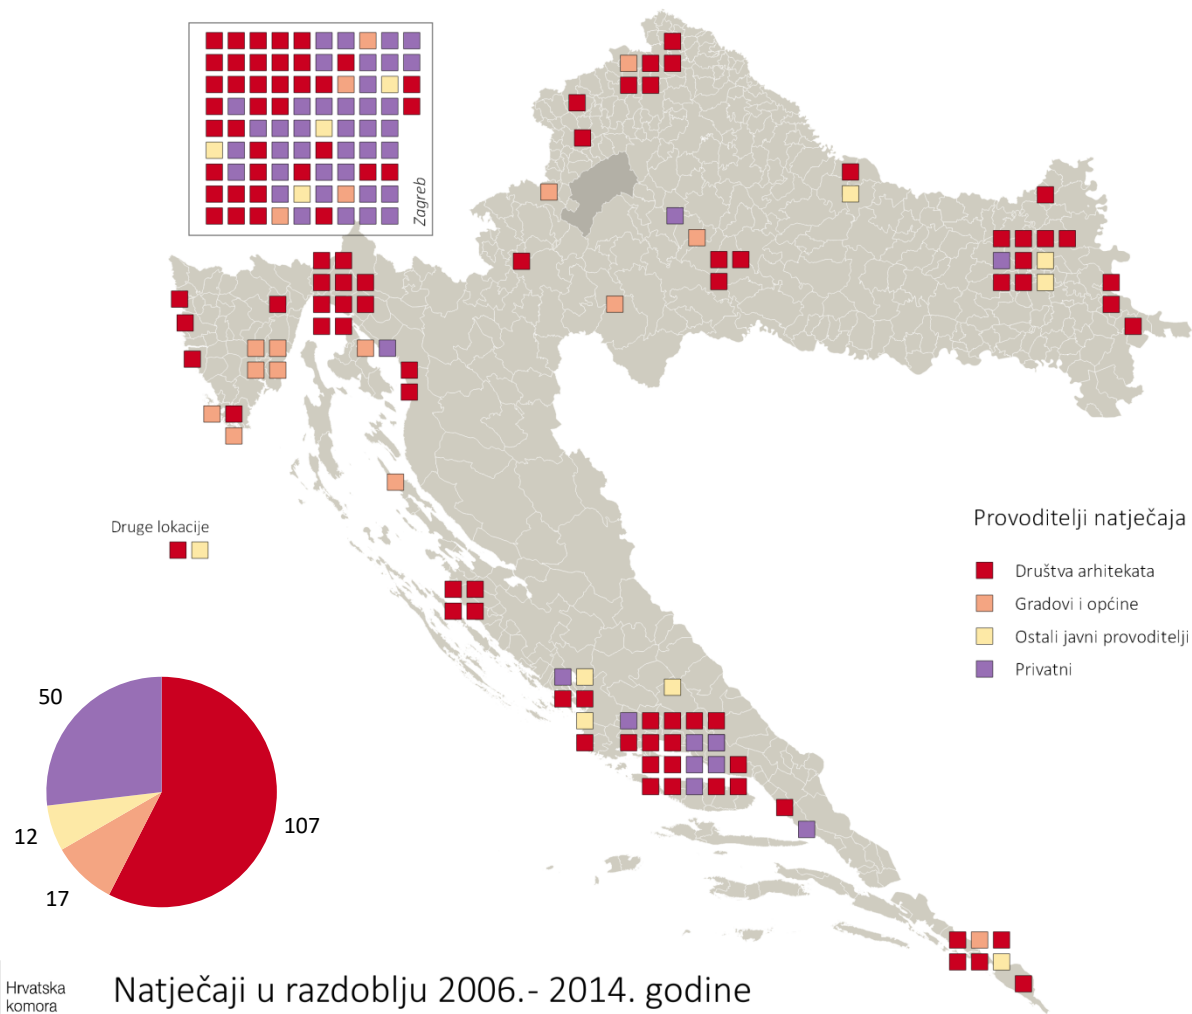 Zagreb
Druge lokacije
Provoditelji natječaja
Društva arhitekata
Gradovi i općine
Ostali javni provoditelji
Privatni
50
12
17
107
Hrvatska
komora
Natječaji u razdoblju 2006.- 2014. godine